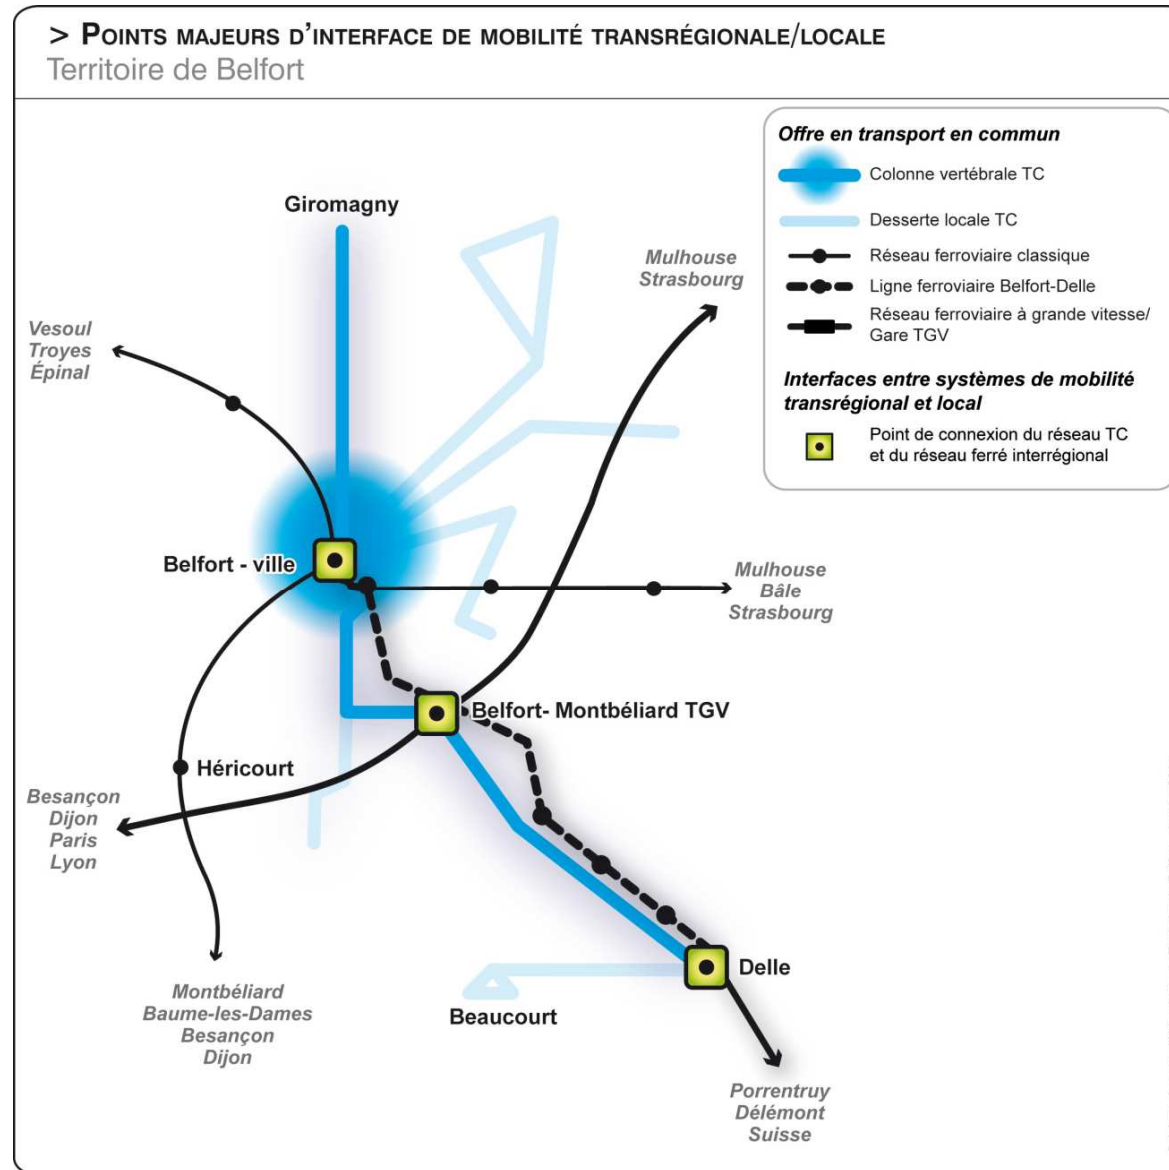 > Points majeurs d'interface de mobilité transrégionale/locale
Territoire de Belfort
Offre en transport en commun
Colonne vertébrale TC
Desserte locale TC
Réseau ferroviaire classique
Ligne ferroviaire Belfort-Delle
Réseau ferroviaire à grande vitesse/
Gare TGV
Interfaces entre systèmes de mobilité
transrégional et local
Point de connexion du réseau TC
et du réseau ferré interrégional
Giromagny
Mulhouse
Strasbourg
Vesoul
Troyes
Épinal
Belfort - ville
Mulhouse
Bâle
Strasbourg
Belfort- Montbéliard TGV
Héricourt
Besançon
Dijon
Paris
Lyon
Delle
Montbéliard
Baume-les-Dames
Besançon
Dijon
Beaucourt
Porrentruy
Délémont
Suisse